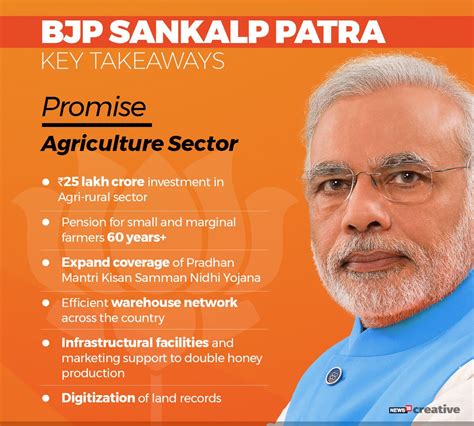 BJP SANKALP PATRA
KEY TAKEAWAYS
Promise
Agriculture Sector
₹25 lakh crore investment in
Agri-rural sector
Pension for small and marginal
farmers 60 years+
Expand coverage of Pradhan
Mantri Kisan Samman Nidhi Yojana
Efficient warehouse network
across the country
Infrastructural facilities and
marketing support to double honey
production
Digitization of land records
NEWS18 creative